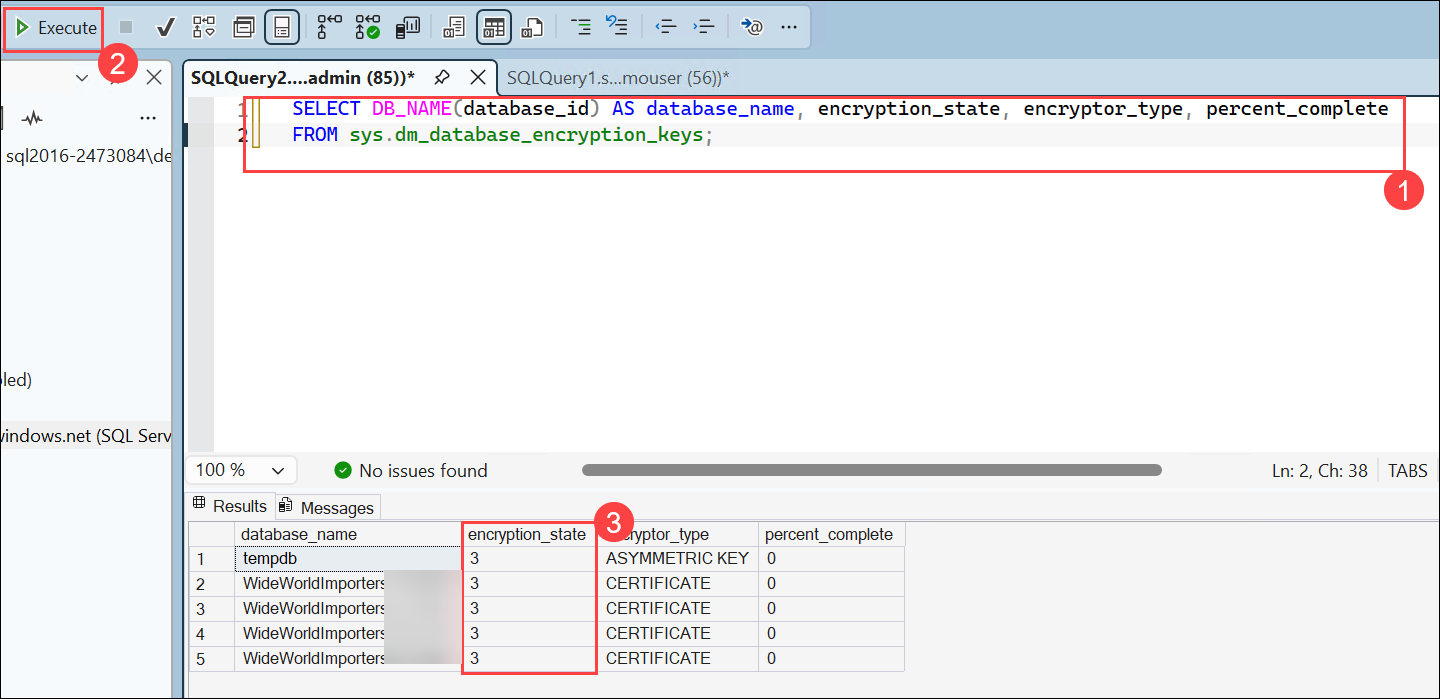 Execute
2
SQLQuery2....admin (85))*
SQLQuery1.s...mouser (56))*
1 SELECT DB_NAME(database_id) AS database_name, encryption_state, encryptor_type, percent_complete
2 FROM sys.dm_database_encryption_keys;
1
sql2016-2473084\de
led)
windows.net (SQL Serv
100 %
No issues found
Ln: 2, Ch: 38
TABS
Results
Messages
3
database_name encryption_state cryptor_type percent_complete
1 tempdb 3 ASYMMETRIC KEY 0
2 WideWorldImporters 3 CERTIFICATE 0
3 WideWorldImporters 3 CERTIFICATE 0
4 WideWorldImporters 3 CERTIFICATE 0
5 WideWorldImporters 3 CERTIFICATE 0